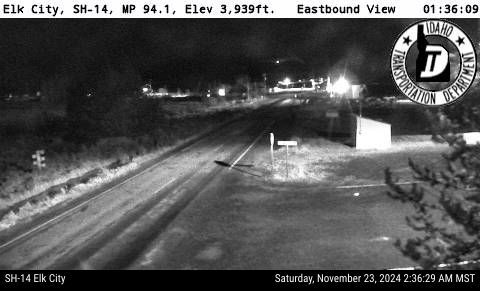 Elk City, SH-14, MP 94.1, Elev 3,939ft. Eastbound View 01:36:09
IDAHO
TRANSPORTATION DEPARTMENT
SH-14 Elk City Saturday, November 23, 2024 2:36:29 AM MST